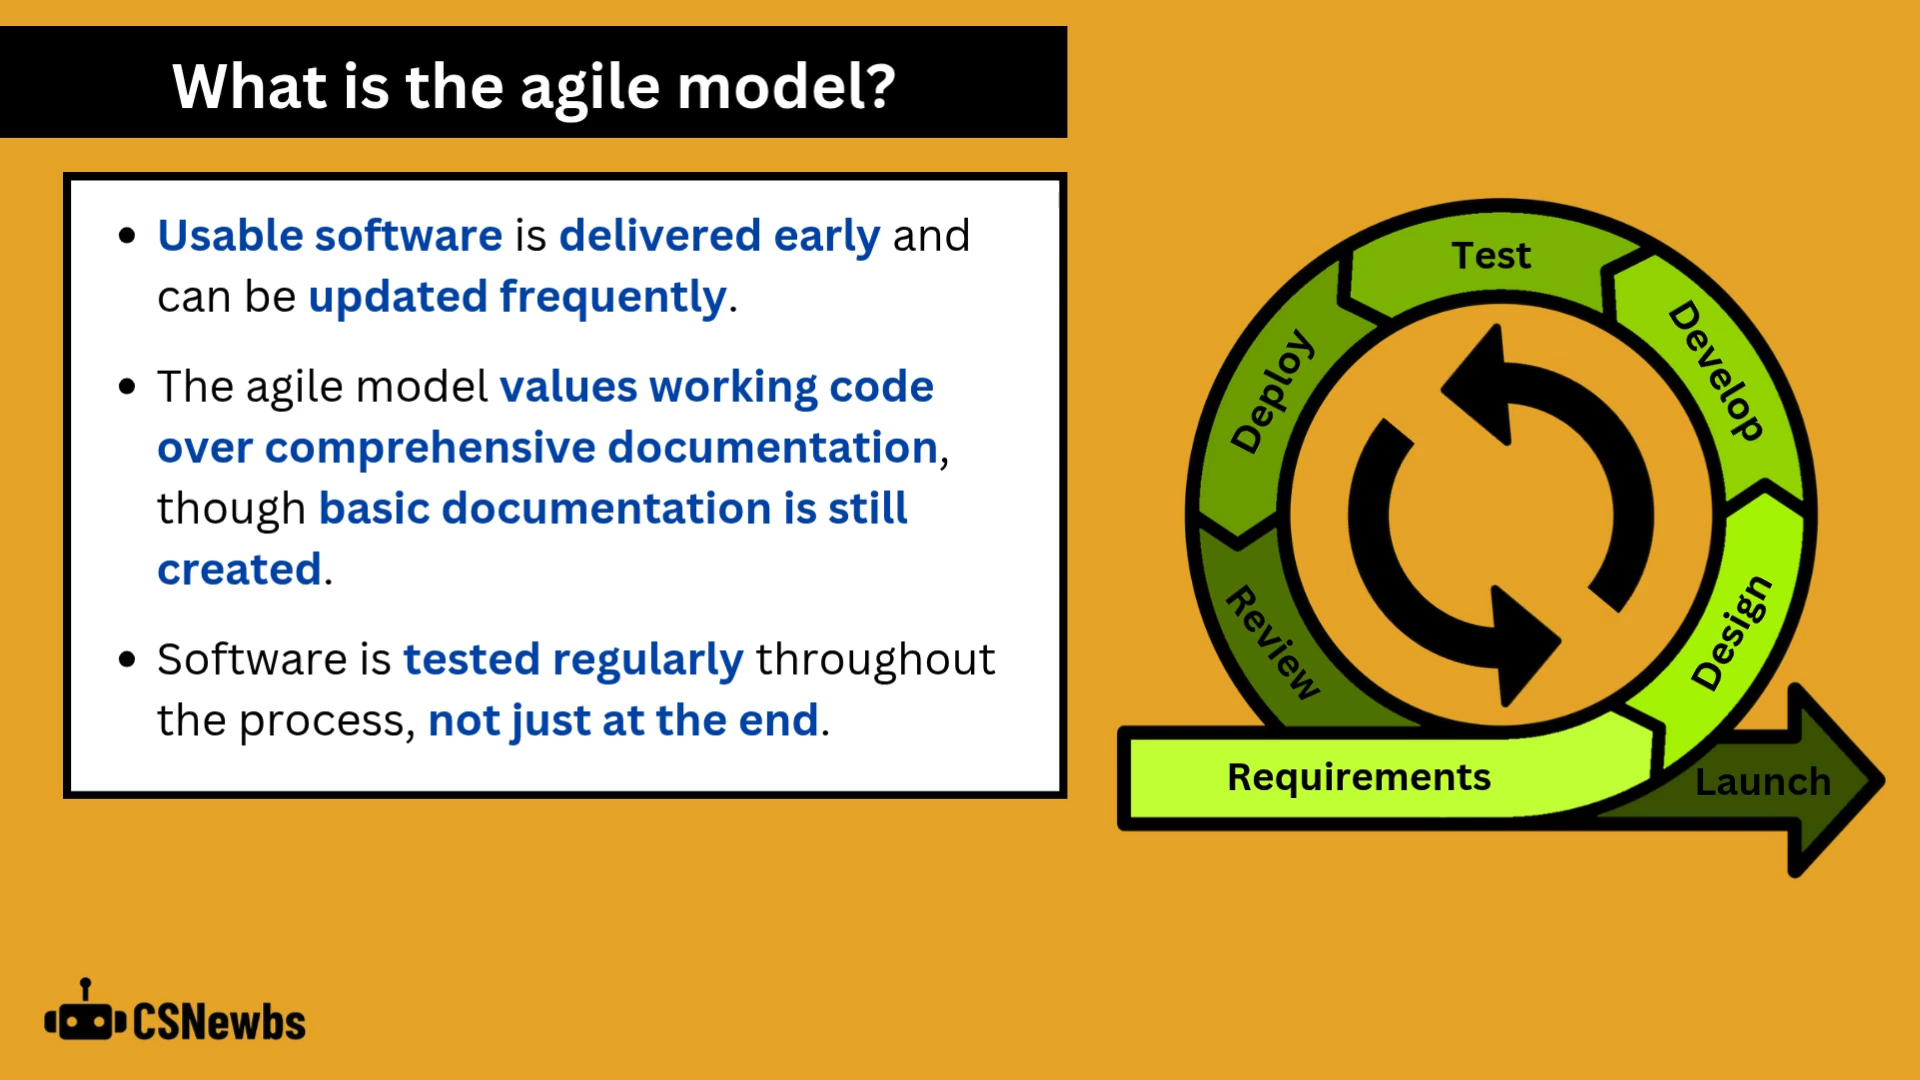 What is the agile model?
• Usable software is delivered early and
can be updated frequently.
• The agile model values working code
over comprehensive documentation,
though basic documentation is still
created.
• Software is tested regularly throughout
the process, not just at the end.
Test
Develop
Deploy
Design
Review
Requirements
Launch
CSNewbs